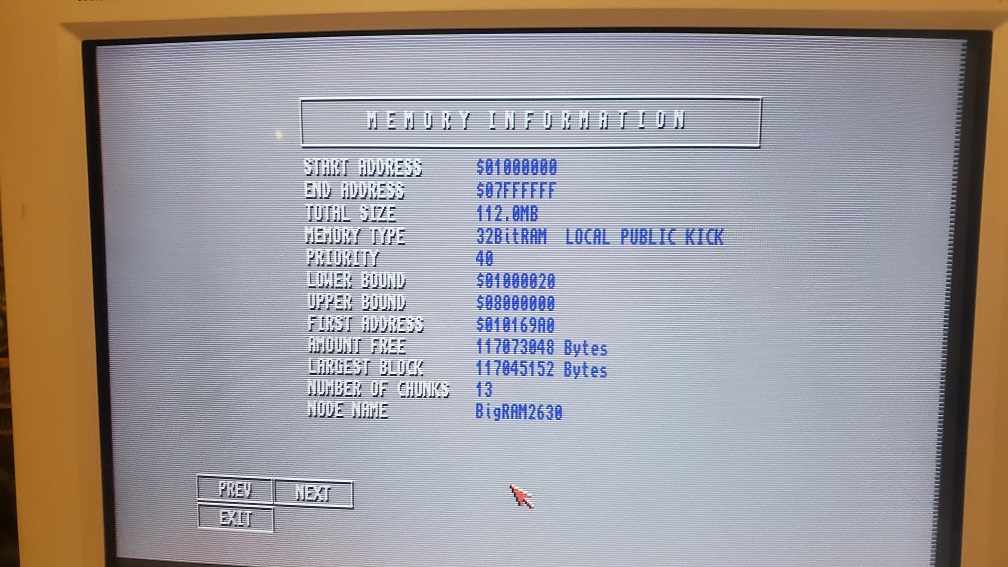 MEMORY INFORMATION
START ADDRESS $01000000
END ADDRESS $07FFFFFF
TOTAL SIZE 112.0MB
MEMORY TYPE 32BitRAM LOCAL PUBLIC KICK
PRIORITY 40
LOWER BOUND $01000020
UPPER BOUND $08000000
FIRST ADDRESS $010169A0
AMOUNT FREE 117073048 Bytes
LARGEST BLOCK 117045152 Bytes
NUMBER OF CHUNKS 13
NODE NAME BigRAM2630
PREV NEXT
EXIT